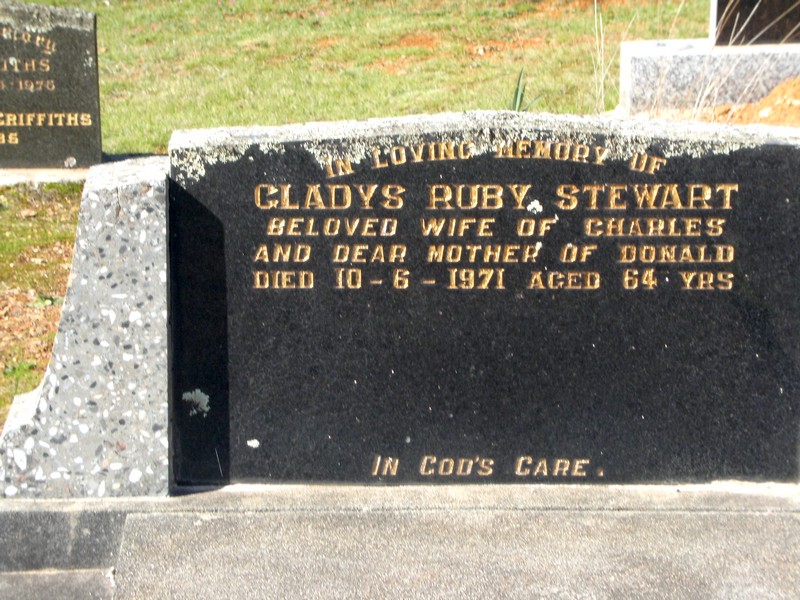 IN LOVING MEMORY OF
GLADYS RUBY STEWART
BELOVED WIFE OF CHARLES
AND DEAR MOTHER OF DONALD
DIED 10-6-1971 AGED 64 YRS
IN GOD'S CARE.
GRIFFITHS